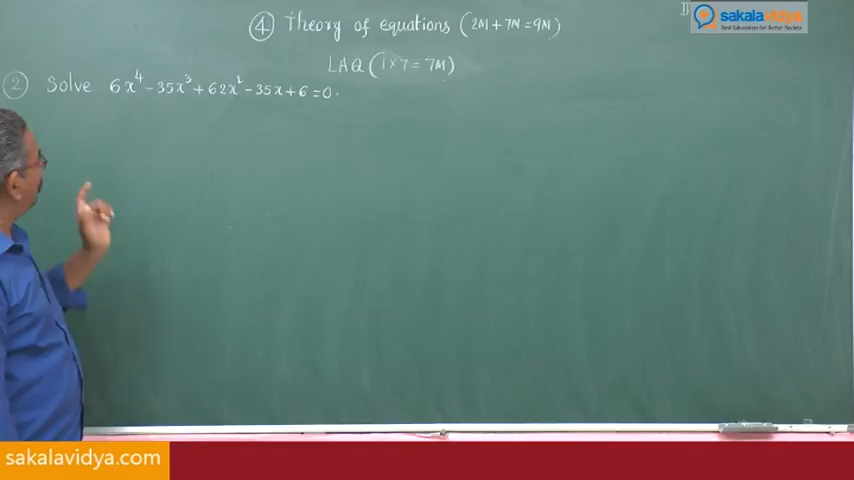 ④ Theory of equations (2M + 7M = 9M)
sakalavidya
LAQ (1 × 7 = 7M)
② Solve 6x⁴ - 35x³ + 62x² - 35x + 6 = 0.
sakalavidya.com